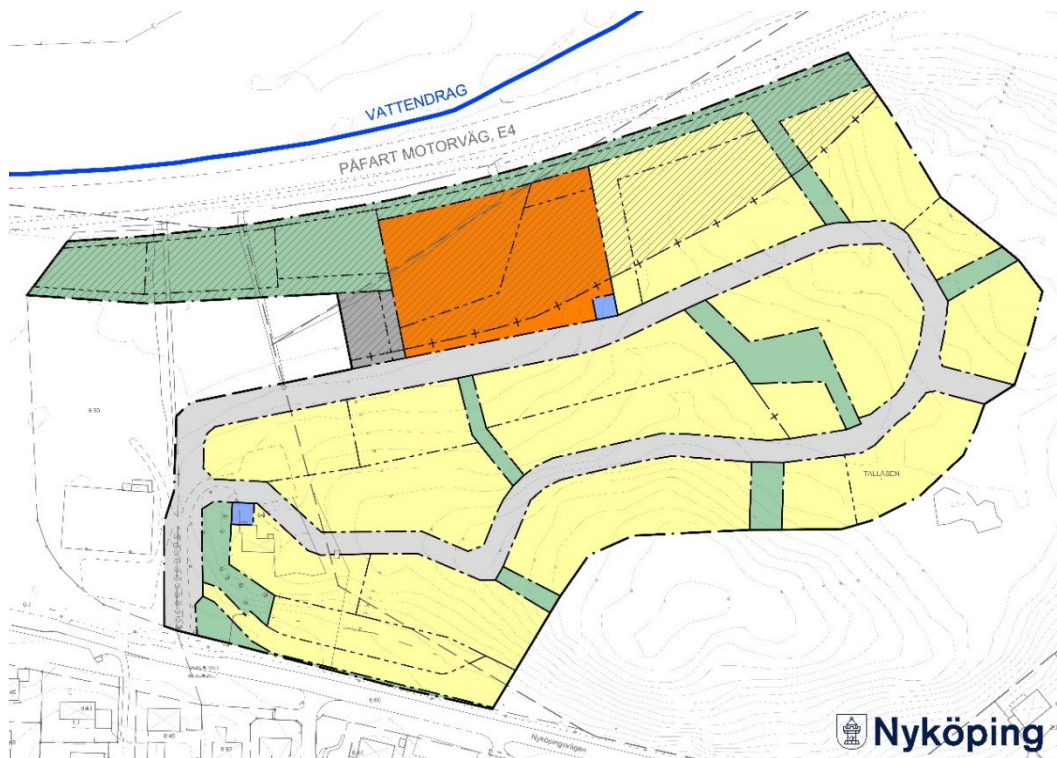 VATTENDRAG
PÅFART MOTORVÄG, E4
TALLÅSEN
Nyköpingsvägen
Nyköping